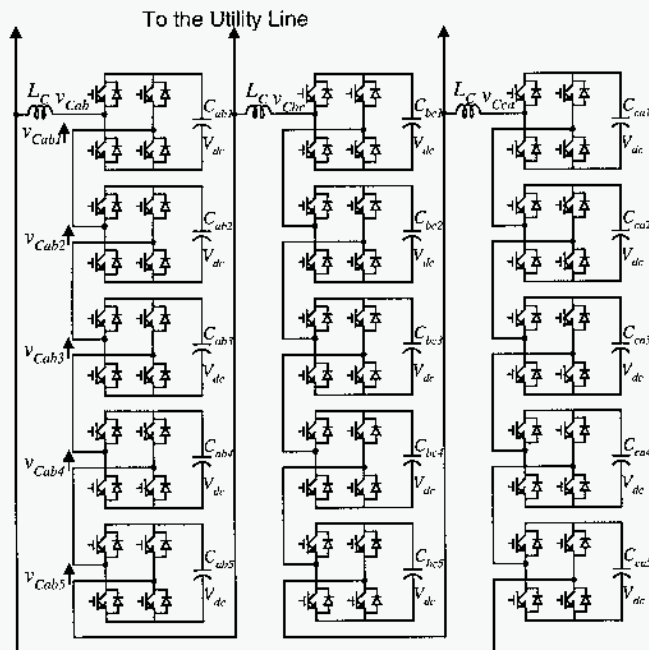 To the Utility Line
L_C v_Cab
C_ab1
V_dc
v_Cab1
C_ab2
V_dc
v_Cab2
C_ab3
V_dc
v_Cab3
C_ab4
V_dc
v_Cab4
C_ab5
V_dc
v_Cab5
L_C v_Cbc
C_bc1
V_dc
C_bc2
V_dc
C_bc3
V_dc
C_bc4
V_dc
C_bc5
V_dc
L_C v_Cca
C_ca1
V_dc
C_ca2
V_dc
C_ca3
V_dc
C_ca4
V_dc
C_ca5
V_dc